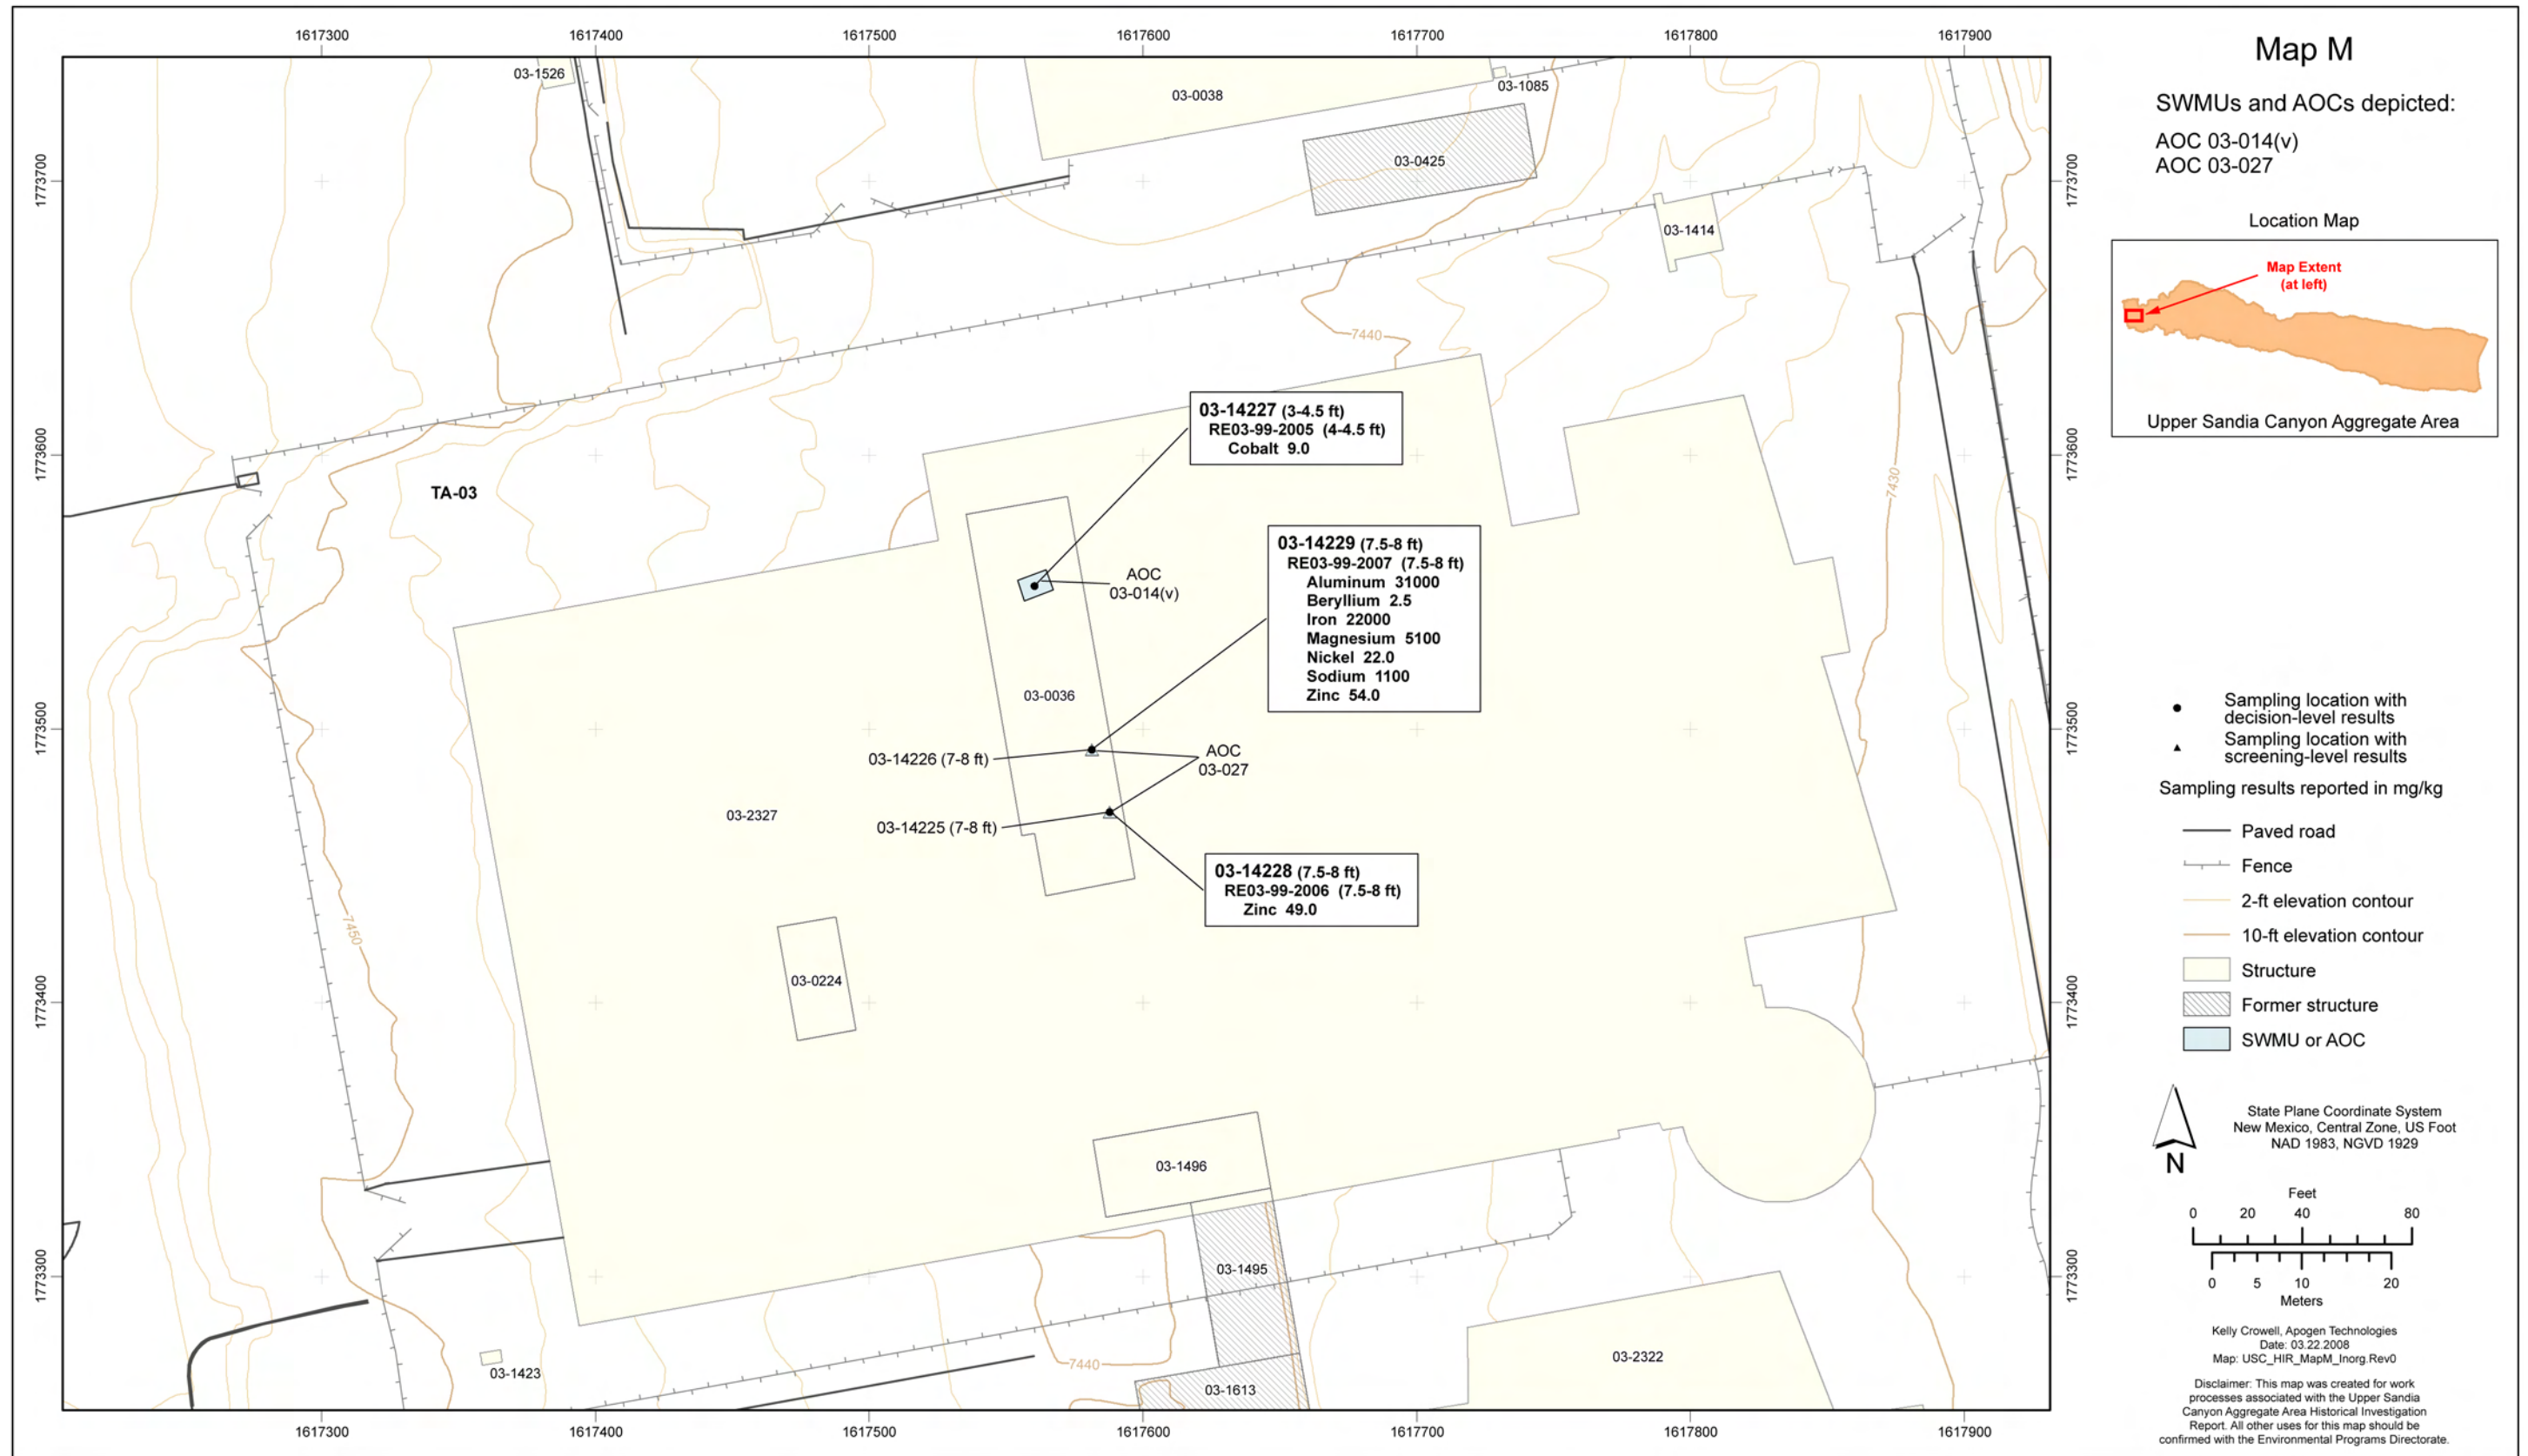 1617300 1617400 1617500 1617600 1617700 1617800 1617900
Map M
SWMUs and AOCs depicted:
AOC 03-014(v)
AOC 03-027
Location Map
Map Extent
(at left)
Upper Sandia Canyon Aggregate Area
03-1526
03-0038
03-1085
03-0425
1773700
1773700
03-1414
7440
03-14227 (3-4.5 ft)
RE03-99-2005 (4-4.5 ft)
Cobalt 9.0
1773600
1773600
TA-03
7430
03-14229 (7.5-8 ft)
RE03-99-2007 (7.5-8 ft)
Aluminum 31000
Beryllium 2.5
Iron 22000
Magnesium 5100
Nickel 22.0
Sodium 1100
Zinc 54.0
AOC
03-014(v)
03-0036
1773500
1773500
03-14226 (7-8 ft)
AOC
03-027
03-2327
03-14225 (7-8 ft)
03-14228 (7.5-8 ft)
RE03-99-2006 (7.5-8 ft)
Zinc 49.0
7450
03-0224
1773400
1773400
03-1496
03-1495
1773300
1773300
7440
03-1423
03-1613
03-2322
1617300 1617400 1617500 1617600 1617700 1617800 1617900
Sampling location with
decision-level results
Sampling location with
screening-level results
Sampling results reported in mg/kg
Paved road
Fence
2-ft elevation contour
10-ft elevation contour
Structure
Former structure
SWMU or AOC
N
State Plane Coordinate System
New Mexico, Central Zone, US Foot
NAD 1983, NGVD 1929
Feet
0 20 40 80
0 5 10 20
Meters
Kelly Crowell, Apogen Technologies
Date: 03.22.2008
Map: USC_HIR_MapM_Inorg.Rev0
Disclaimer: This map was created for work
processes associated with the Upper Sandia
Canyon Aggregate Area Historical Investigation
Report. All other uses for this map should be
confirmed with the Environmental Programs Directorate.